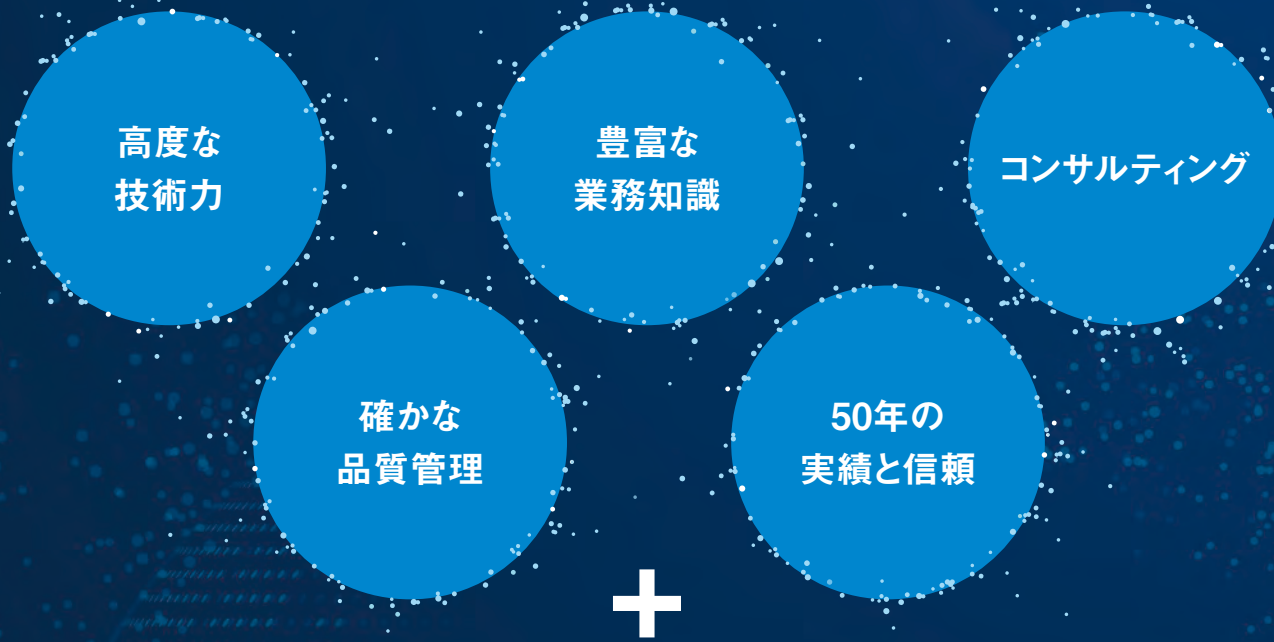 高度な
技術力
豊富な
業務知識
コンサルティング
確かな
品質管理
50年の
実績と信頼
+